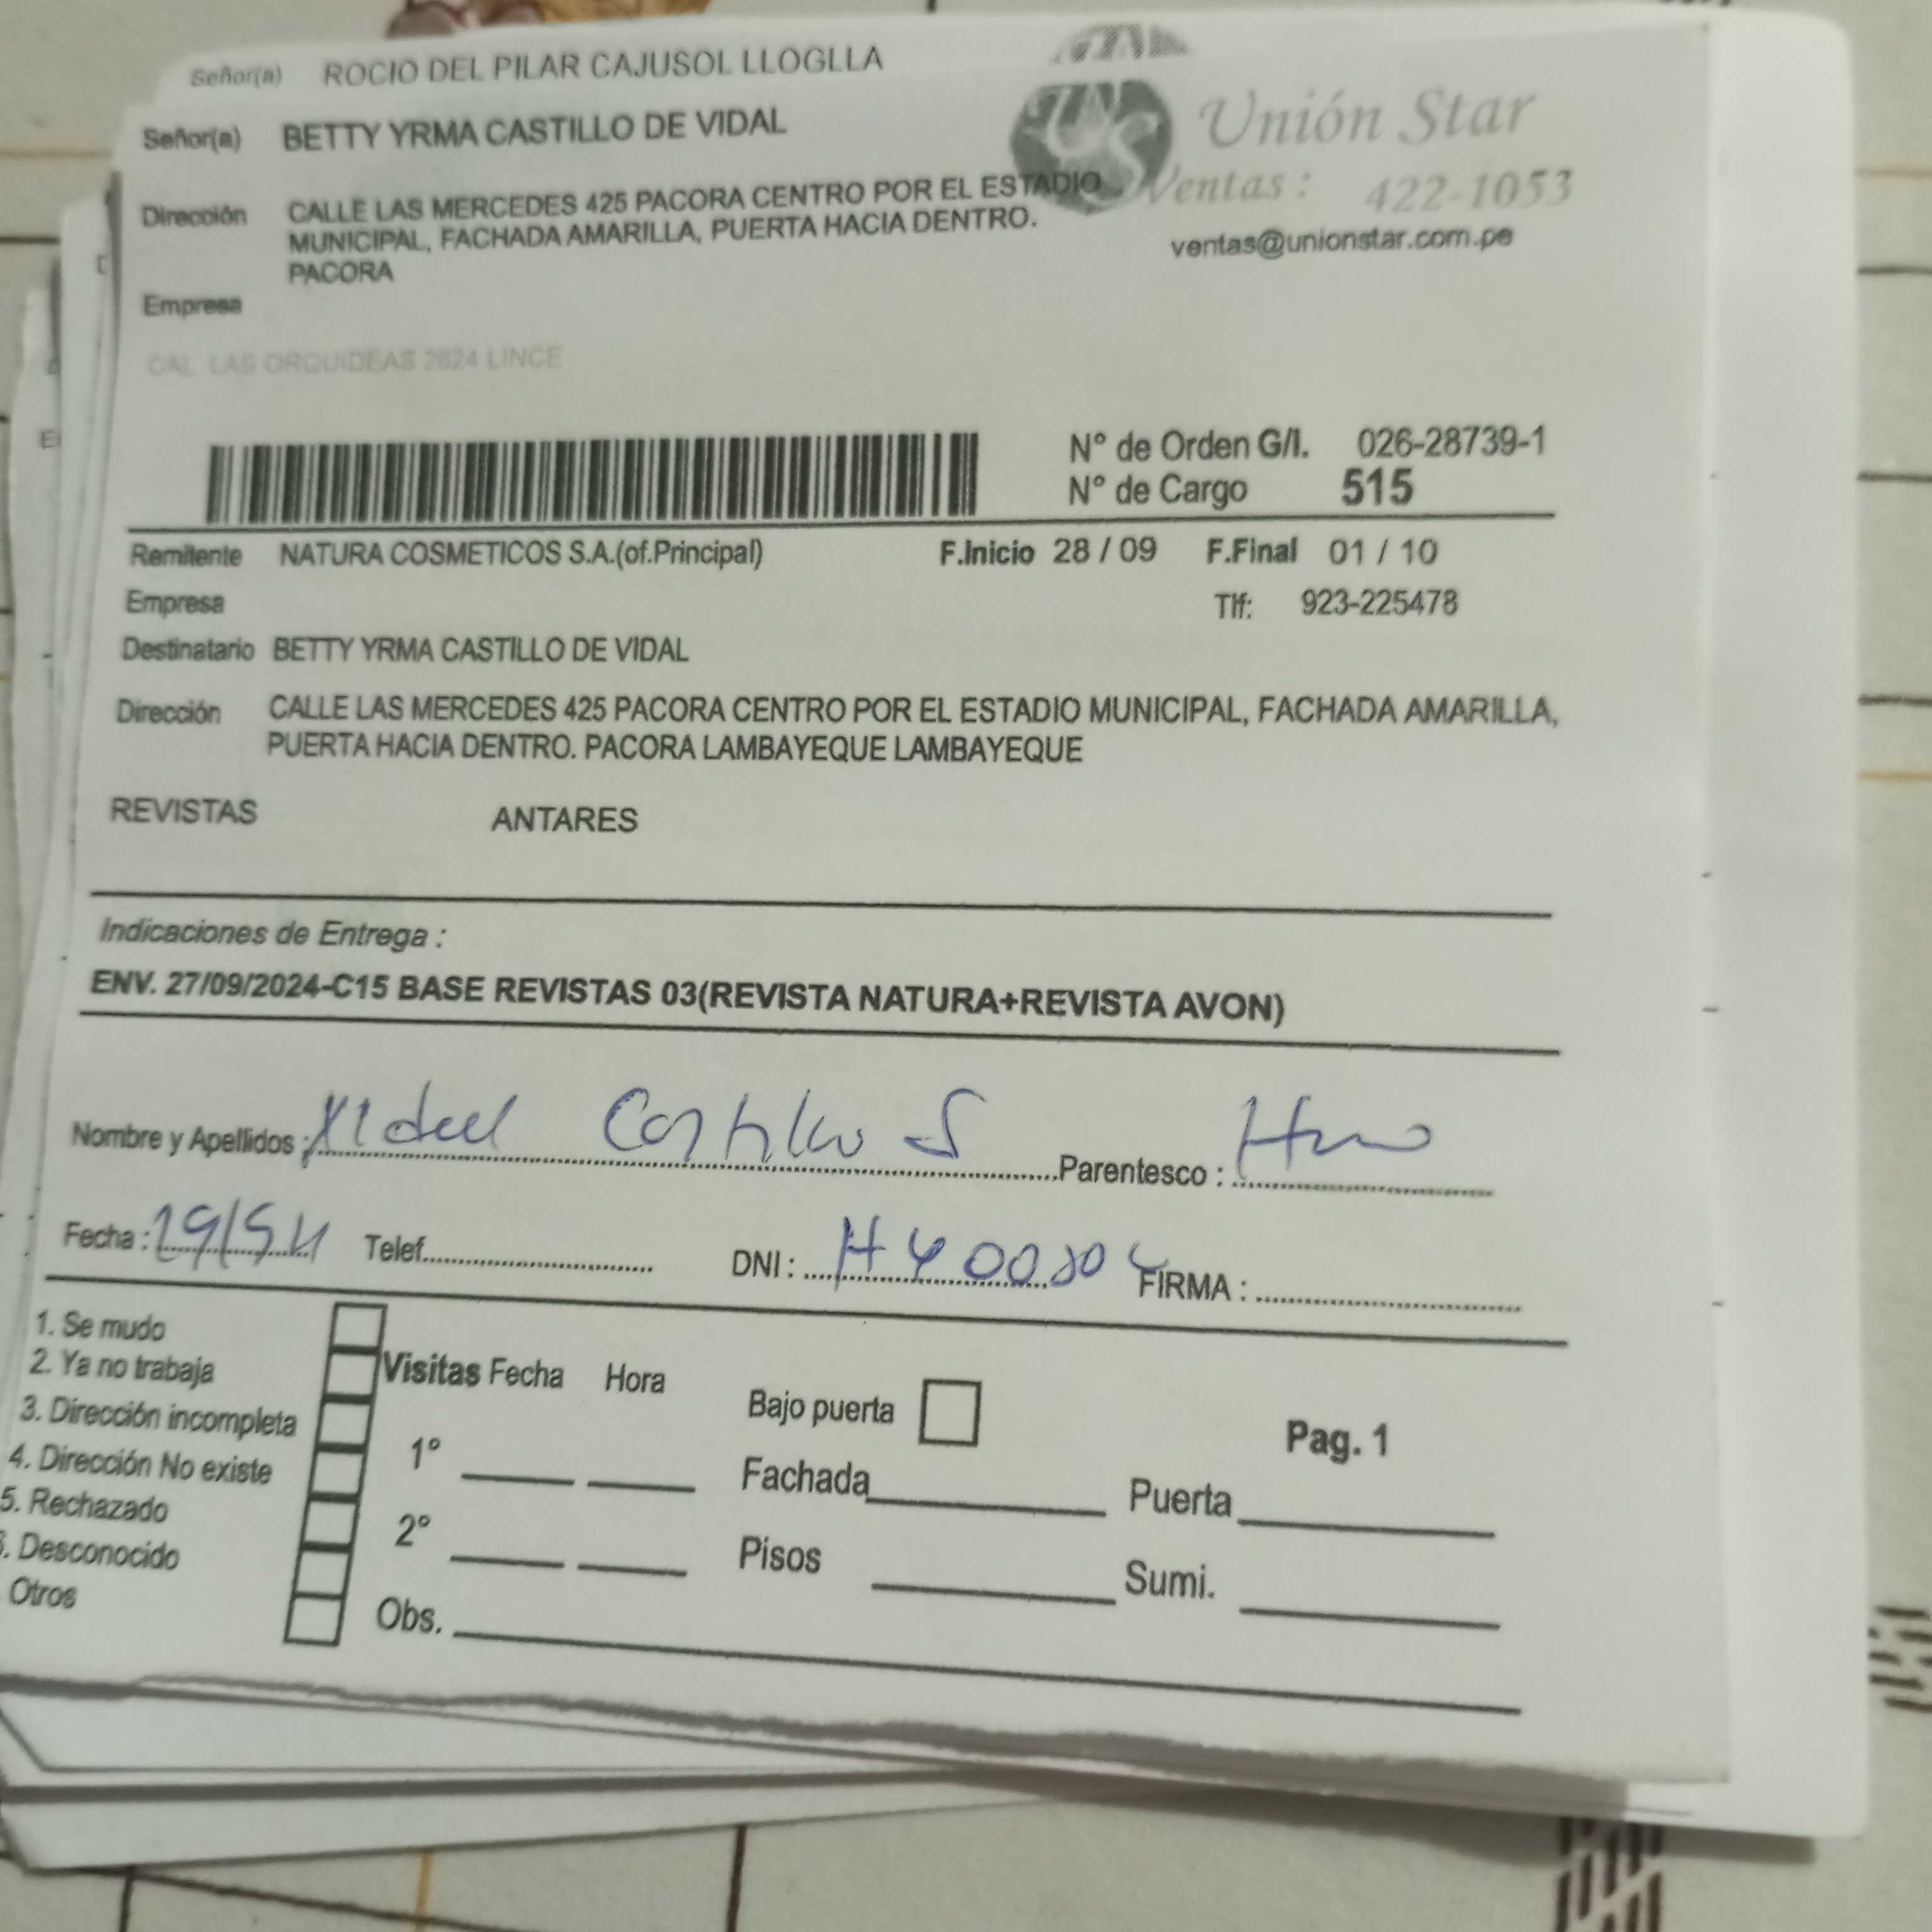 Señor(a) ROCIO DEL PILAR CAJUSOL LLOGLLA
Señor(a) BETTY YRMA CASTILLO DE VIDAL
Unión Star
Ventas : 422-1053
ventas@unionstar.com.pe
Dirección CALLE LAS MERCEDES 425 PACORA CENTRO POR EL ESTADIO
MUNICIPAL, FACHADA AMARILLA, PUERTA HACIA DENTRO.
PACORA
Empresa
CAL. LAS ORQUIDEAS 2624 LINCE
N° de Orden G/I. 026-28739-1
N° de Cargo 515
Remitente NATURA COSMETICOS S.A.(of.Principal) F.Inicio 28 / 09 F.Final 01 / 10
Empresa Tlf: 923-225478
Destinatario BETTY YRMA CASTILLO DE VIDAL
Dirección CALLE LAS MERCEDES 425 PACORA CENTRO POR EL ESTADIO MUNICIPAL, FACHADA AMARILLA,
PUERTA HACIA DENTRO. PACORA LAMBAYEQUE LAMBAYEQUE
REVISTAS ANTARES
Indicaciones de Entrega :
ENV. 27/09/2024-C15 BASE REVISTAS 03(REVISTA NATURA+REVISTA AVON)
Nombre y Apellidos : Castillo S Parentesco : Hno
Fecha : Telef. DNI : FIRMA :
1. Se mudo
2. Ya no trabaja
3. Dirección incompleta
4. Dirección No existe
5. Rechazado
. Desconocido
Otros
Visitas Fecha Hora
1°
2°
Obs.
Bajo puerta
Fachada
Pisos
Pag. 1
Puerta
Sumi.